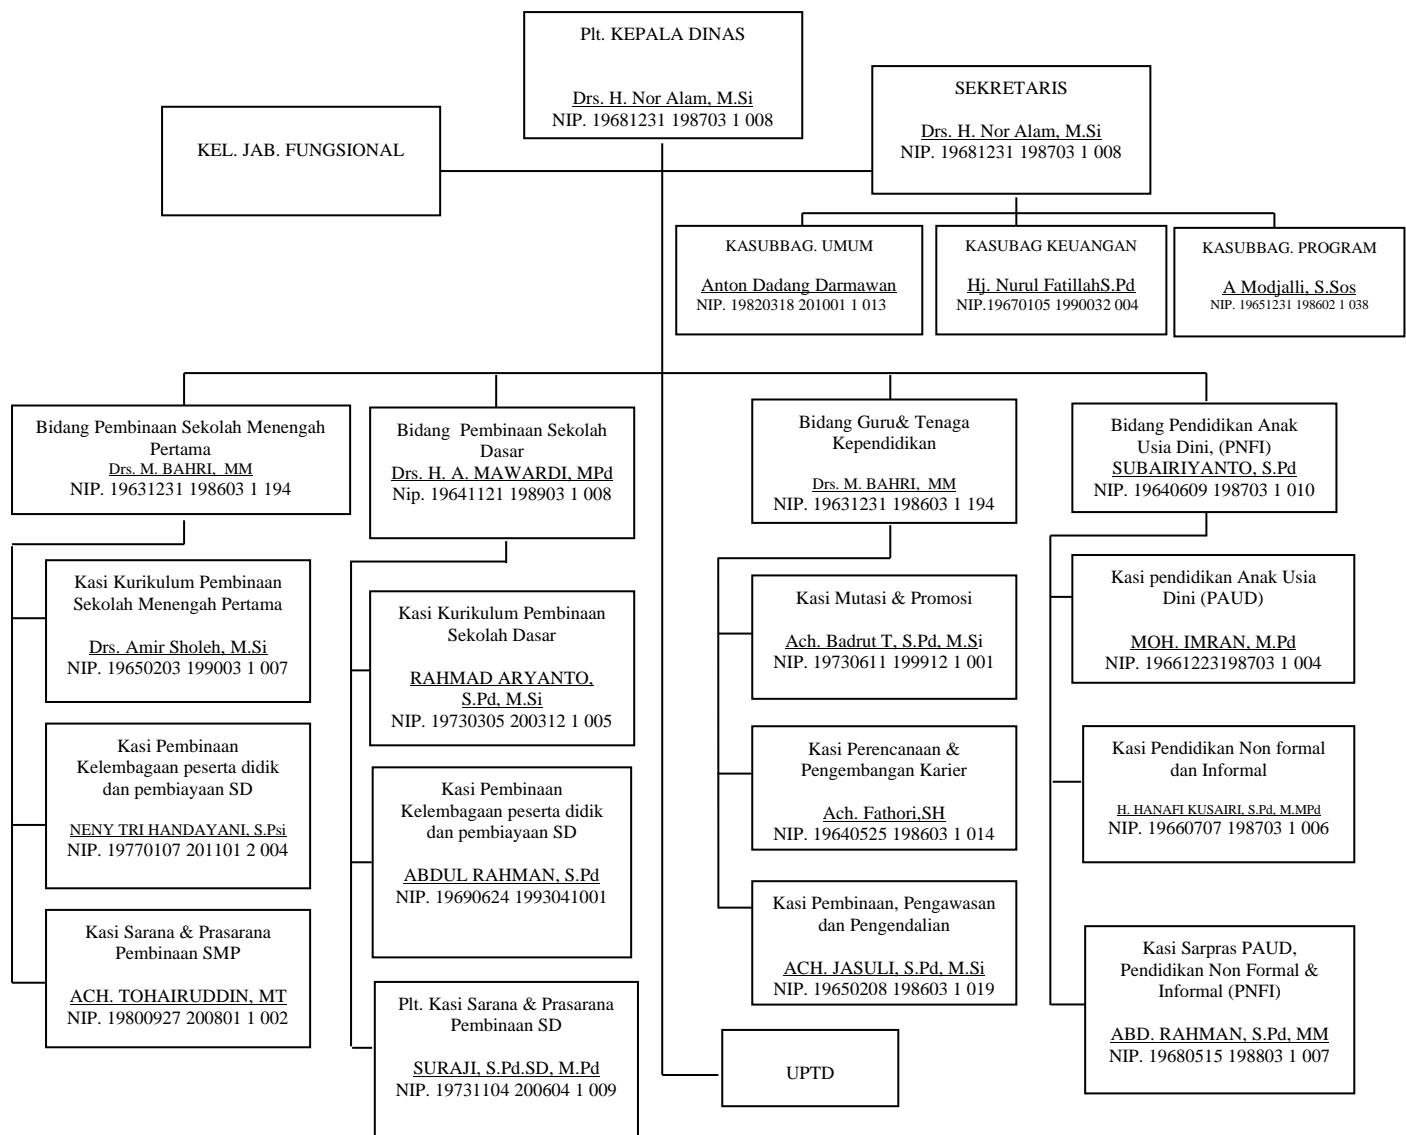 Plt. KEPALA DINAS
Drs. H. Nor Alam, M.Si
NIP. 19681231 198703 1 008
SEKRETARIS
Drs. H. Nor Alam, M.Si
NIP. 19681231 198703 1 008
KEL. JAB. FUNGSIONAL
KASUBBAG. UMUM
Anton Dadang Darmawan
NIP. 19820318 201001 1 013
KASUBAG KEUANGAN
Hj. Nurul FatillahS.Pd
NIP.19670105 1990032 004
KASUBBAG. PROGRAM
A Modjalli, S.Sos
NIP. 19651231 198602 1 038
Bidang Pembinaan Sekolah Menengah
Pertama
Drs. M. BAHRI, MM
NIP. 19631231 198603 1 194
Kasi Kurikulum Pembinaan
Sekolah Menengah Pertama
Drs. Amir Sholeh, M.Si
NIP. 19650203 199003 1 007
Kasi Pembinaan
Kelembagaan peserta didik
dan pembiayaan SD
NENY TRI HANDAYANI, S.Psi
NIP. 19770107 201101 2 004
Kasi Sarana & Prasarana
Pembinaan SMP
ACH. TOHAIRUDDIN, MT
NIP. 19800927 200801 1 002
Bidang Pembinaan Sekolah
Dasar
Drs. H. A. MAWARDI, MPd
Nip. 19641121 198903 1 008
Kasi Kurikulum Pembinaan
Sekolah Dasar
RAHMAD ARYANTO,
S.Pd, M.Si
NIP. 19730305 200312 1 005
Kasi Pembinaan
Kelembagaan peserta didik
dan pembiayaan SD
ABDUL RAHMAN, S.Pd
NIP. 19690624 1993041001
Plt. Kasi Sarana & Prasarana
Pembinaan SD
SURAJI, S.Pd.SD, M.Pd
NIP. 19731104 200604 1 009
Bidang Guru& Tenaga
Kependidikan
Drs. M. BAHRI, MM
NIP. 19631231 198603 1 194
Kasi Mutasi & Promosi
Ach. Badrut T, S.Pd, M.Si
NIP. 19730611 199912 1 001
Kasi Perencanaan &
Pengembangan Karier
Ach. Fathori,SH
NIP. 19640525 198603 1 014
Kasi Pembinaan, Pengawasan
dan Pengendalian
ACH. JASULI, S.Pd, M.Si
NIP. 19650208 198603 1 019
UPTD
Bidang Pendidikan Anak
Usia Dini, (PNFI)
SUBAIRIYANTO, S.Pd
NIP. 19640609 198703 1 010
Kasi pendidikan Anak Usia
Dini (PAUD)
MOH. IMRAN, M.Pd
NIP. 19661223198703 1 004
Kasi Pendidikan Non formal
dan Informal
H. HANAFI KUSAIRI, S.Pd, M.MPd
NIP. 19660707 198703 1 006
Kasi Sarpras PAUD,
Pendidikan Non Formal &
Informal (PNFI)
ABD. RAHMAN, S.Pd, MM
NIP. 19680515 198803 1 007